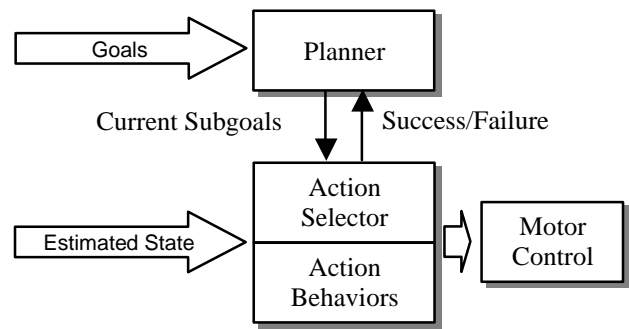 Goals
Planner
Current Subgoals
Success/Failure
Action
Selector
Estimated State
Action
Behaviors
Motor
Control